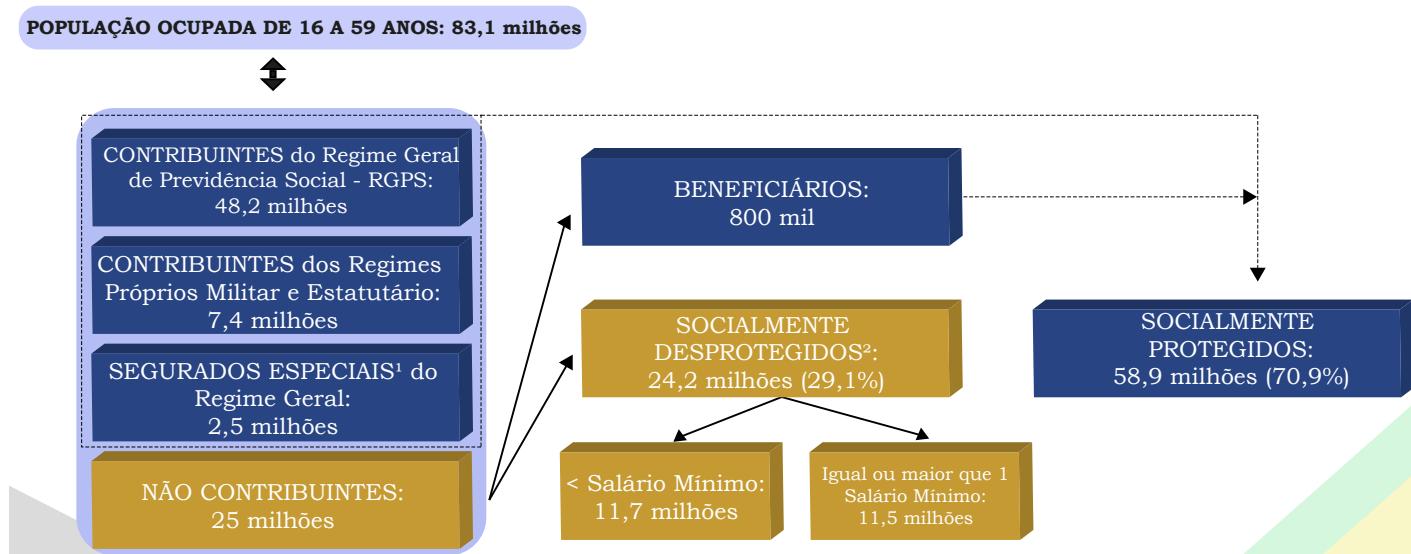 POPULAÇÃO OCUPADA DE 16 A 59 ANOS: 83,1 milhões
CONTRIBUINTES do Regime Geral
de Previdência Social - RGPS:
48,2 milhões
CONTRIBUINTES dos Regimes
Próprios Militar e Estatutário:
7,4 milhões
SEGURADOS ESPECIAIS¹ do
Regime Geral:
2,5 milhões
NÃO CONTRIBUINTES:
25 milhões
BENEFICIÁRIOS:
800 mil
SOCIALMENTE
DESPROTEGIDOS²:
24,2 milhões (29,1%)
< Salário Mínimo:
11,7 milhões
Igual ou maior que 1
Salário Mínimo:
11,5 milhões
SOCIALMENTE
PROTEGIDOS:
58,9 milhões (70,9%)